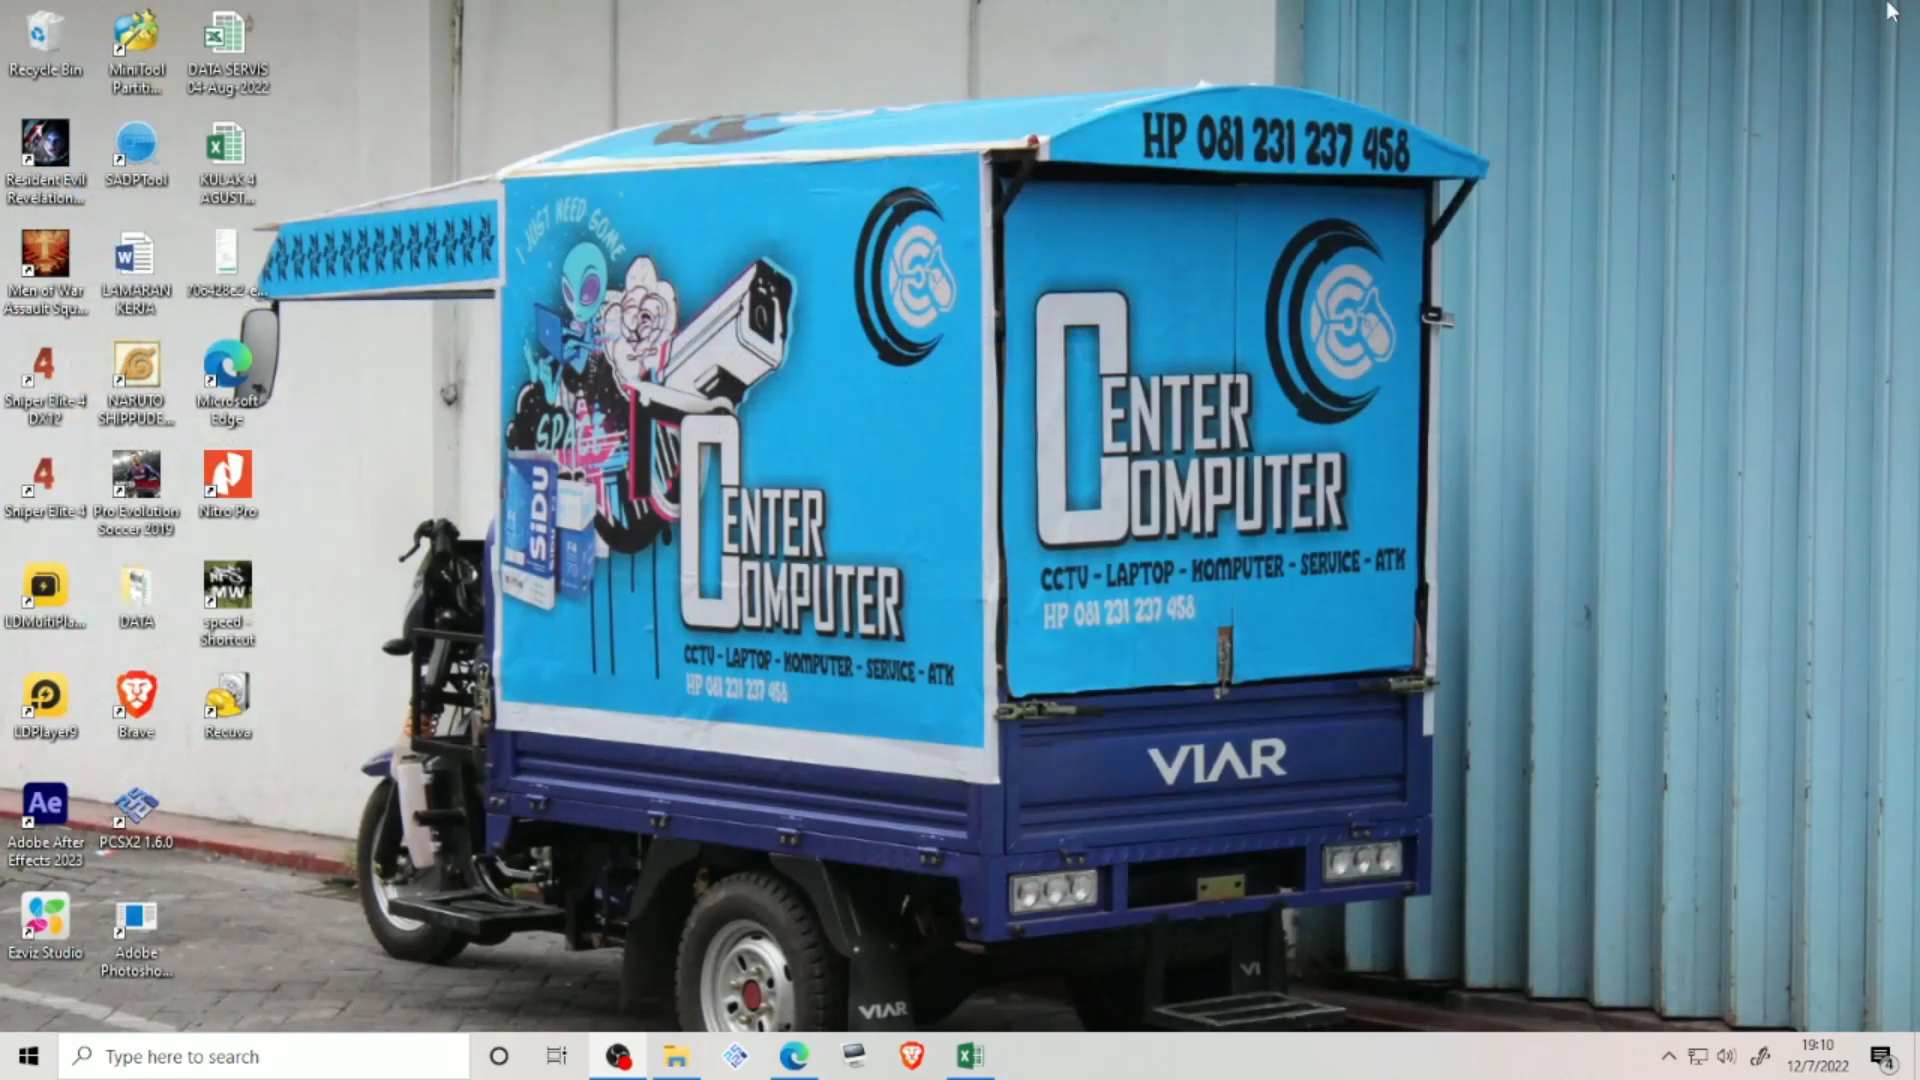 Recycle Bin
MiniTool
Partiti...
DATA SERVIS
04-Aug-2022
Resident Evil
Revelation...
SADPTool
KULAK 4
AGUST...
Men of War
Assault Squ...
LAMARAN
KERJA
Sniper Elite 4
DX12
NARUTO
SHIPPUDE...
Microsoft
Edge
Sniper Elite 4
Pro Evolution
Soccer 2019
Nitro Pro
LDMultiPla...
DATA
speed -
Shortcut
LDPlayer9
Brave
Recuva
Adobe After
Effects 2023
PCSX2 1.6.0
Ezviz Studio
Adobe
Photosho...
HP 081 231 237 458
I JUST NEED SOME
SPACE
SiDU
F4
70
CENTER
COMPUTER
CCTV - LAPTOP - KOMPUTER - SERVICE - ATK
HP 081 231 237 458
CENTER
COMPUTER
CCTV - LAPTOP - KOMPUTER - SERVICE - ATK
HP 081 231 237 458
VIAR
VIAR
VI
Type here to search
19:10
12/7/2022
4